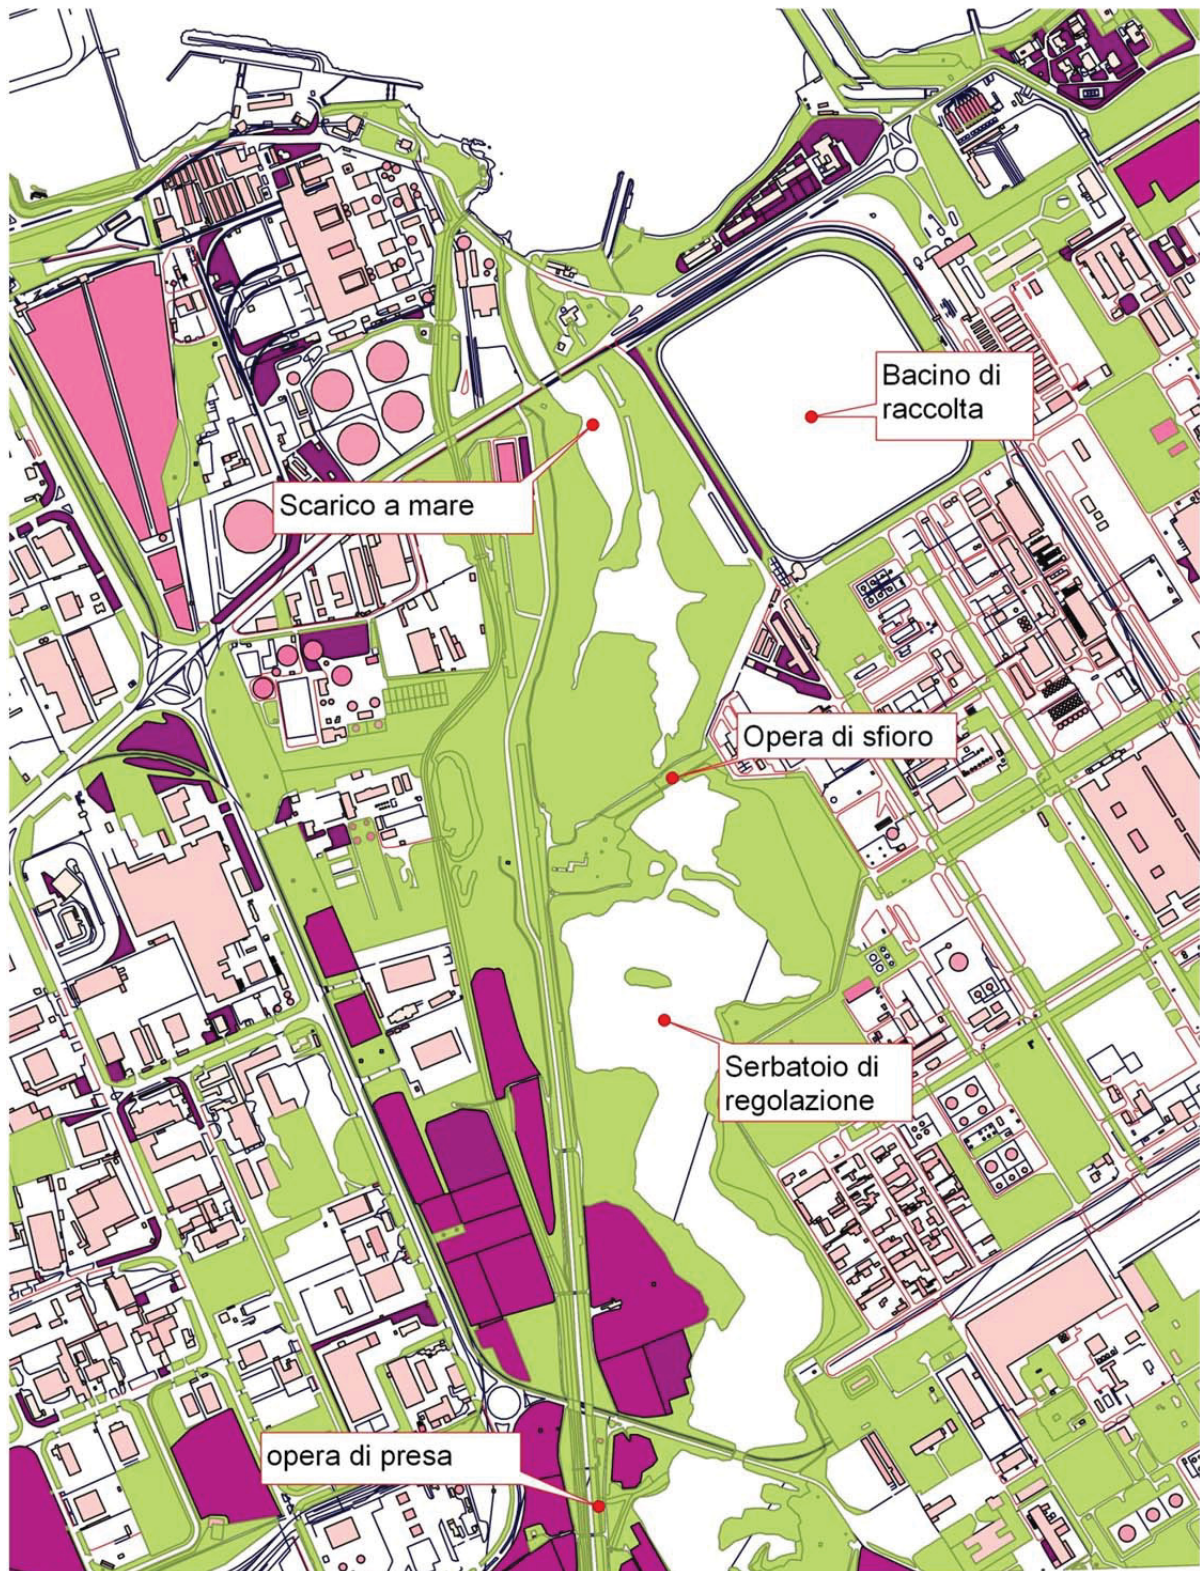 Bacino di
raccolta
Scarico a mare
Opera di sfioro
Serbatoio di
regolazione
opera di presa